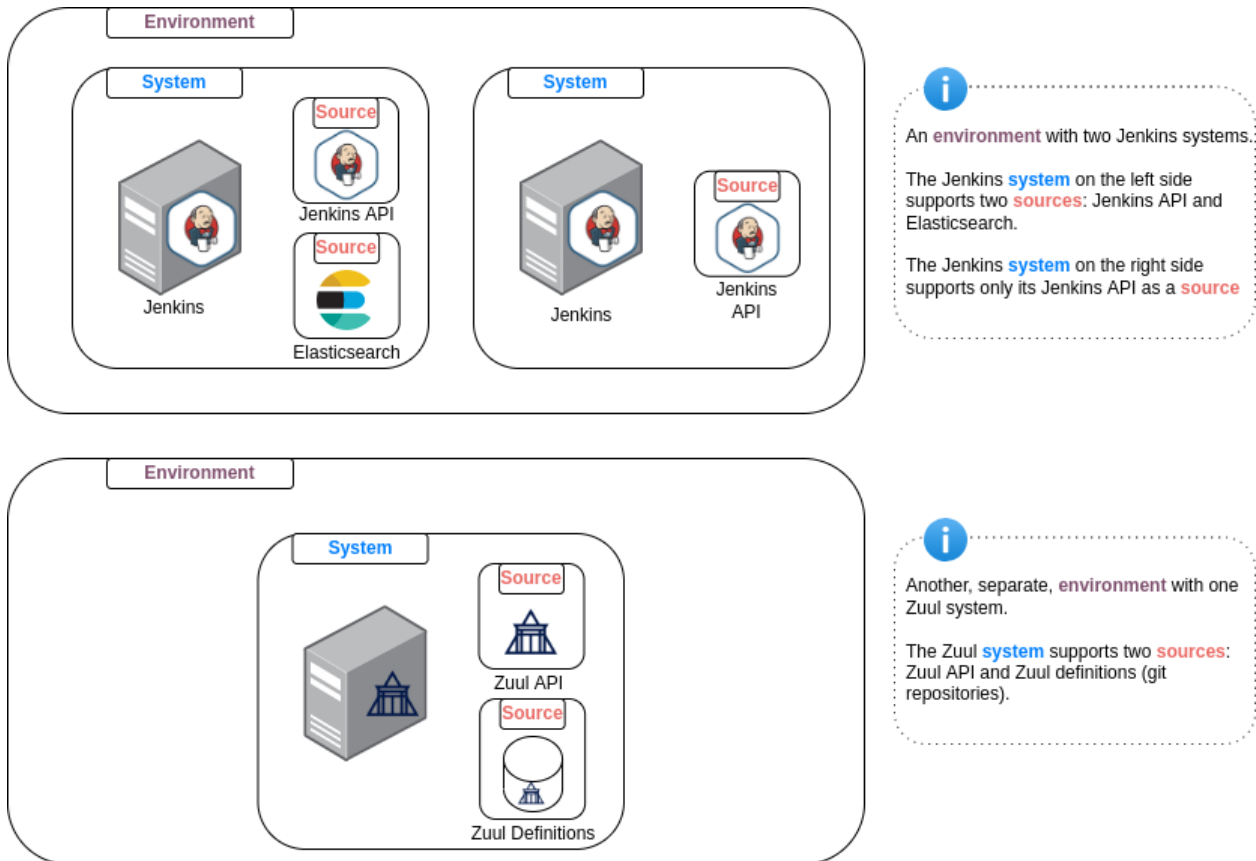 Environment
System
Source
Jenkins API
Source
Elasticsearch
Jenkins
System
Source
Jenkins
API
Jenkins
An environment with two Jenkins systems.
The Jenkins system on the left side
supports two sources: Jenkins API and
Elasticsearch.
The Jenkins system on the right side
supports only its Jenkins API as a source
Environment
System
Source
Zuul API
Source
Zuul Definitions
Another, separate, environment with one
Zuul system.
The Zuul system supports two sources:
Zuul API and Zuul definitions (git
repositories).